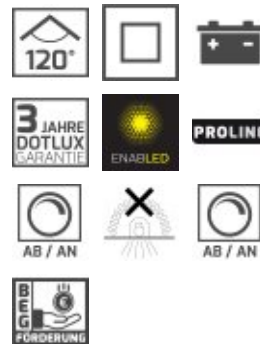 120°
+ -
3 JAHRE
DOTLUX
GARANTIE
ENABLED
PROLINE
AB / AN
AB / AN
BEG
€
FÖRDERUNG